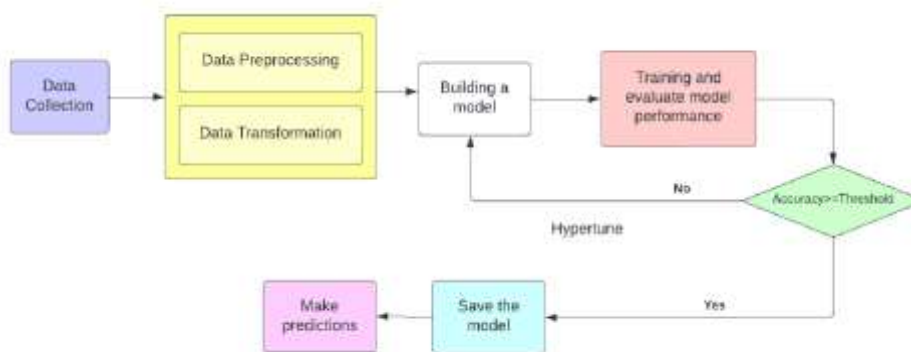 Data
Collection
Data Preprocessing
Data Transformation
Building a
model
Training and
evaluate model
performance
Accuracy>=Threshold
No
Hypertune
Yes
Save the
model
Make
predictions